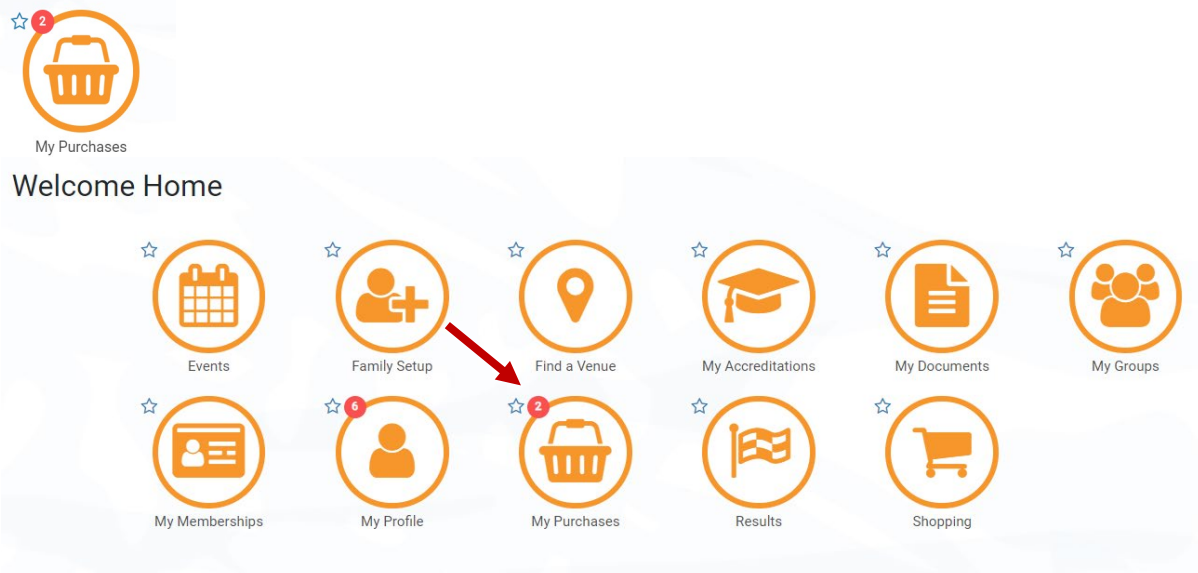 2
My Purchases
Welcome Home
Events
Family Setup
Find a Venue
My Accreditations
My Documents
My Groups
6
2
My Memberships
My Profile
My Purchases
Results
Shopping